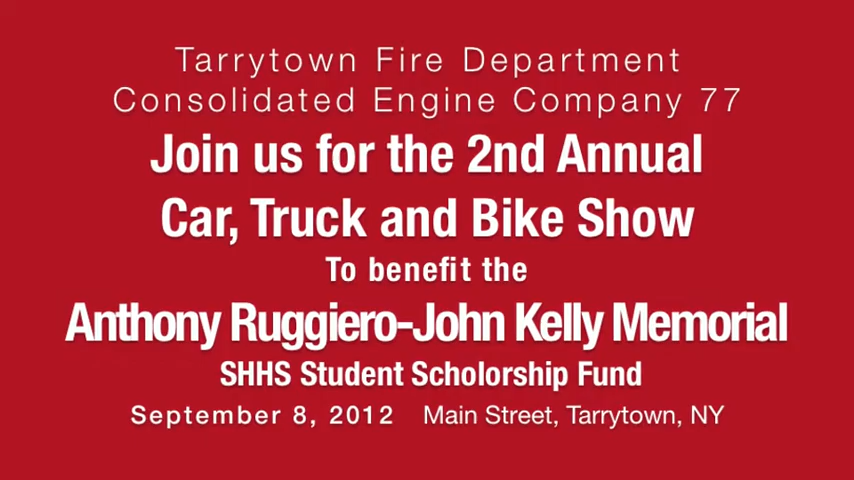 Tarrytown Fire Department
Consolidated Engine Company 77
Join us for the 2nd Annual
Car, Truck and Bike Show
To benefit the
Anthony Ruggiero-John Kelly Memorial
SHHS Student Scholorship Fund
September 8, 2012 Main Street, Tarrytown, NY